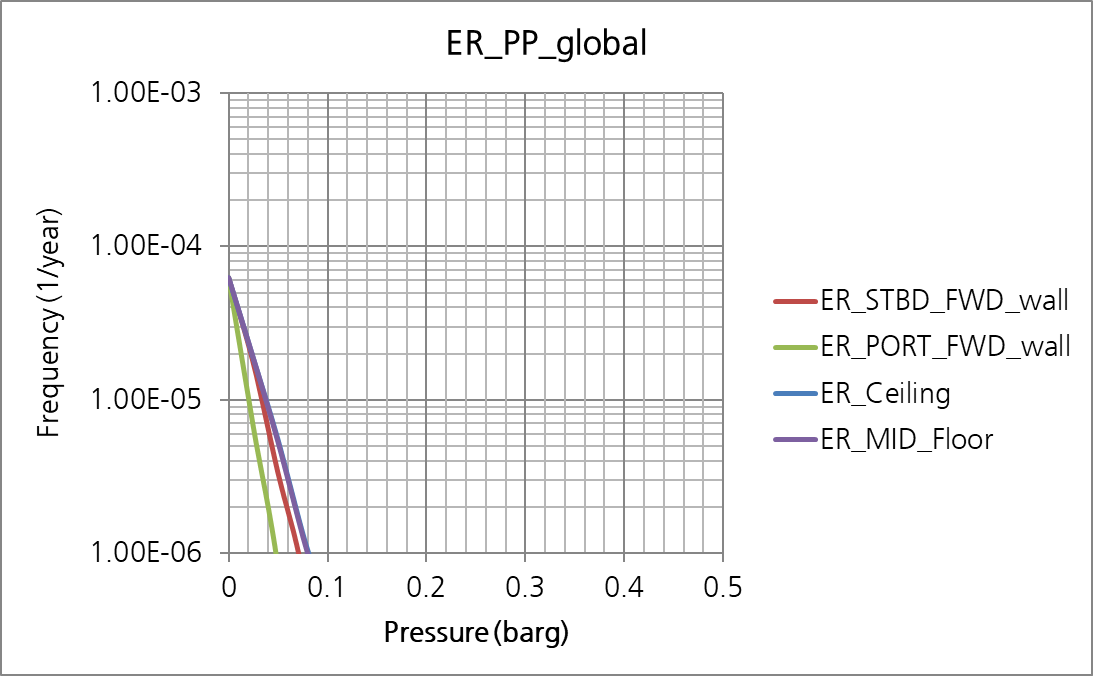 ER_PP_global
1.00E-03
1.00E-04
1.00E-05
1.00E-06
Frequency (1/year)
0 0.1 0.2 0.3 0.4 0.5
Pressure (barg)
ER_STBD_FWD_wall
ER_PORT_FWD_wall
ER_Ceiling
ER_MID_Floor